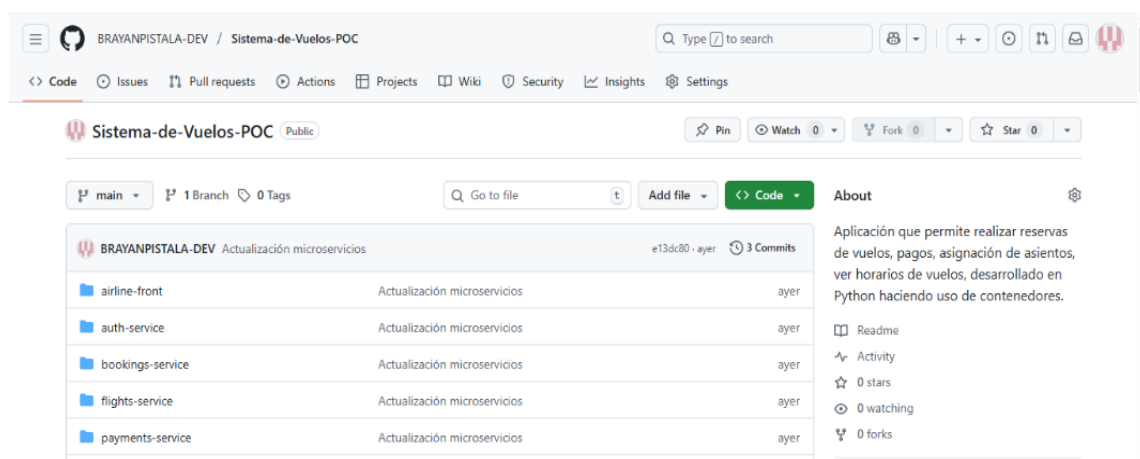 BRAYANPISTALA-DEV / Sistema-de-Vuelos-POC
Type / to search
Code Issues Pull requests Actions Projects Wiki Security Insights Settings
Sistema-de-Vuelos-POC Public
Pin Watch 0 Fork 0 Star 0
main 1 Branch 0 Tags
Go to file t
Add file Code
BRAYANPISTALA-DEV Actualización microservicios e13dc80 · ayer 3 Commits
airline-front Actualización microservicios ayer
auth-service Actualización microservicios ayer
bookings-service Actualización microservicios ayer
flights-service Actualización microservicios ayer
payments-service Actualización microservicios ayer
About
Aplicación que permite realizar reservas
de vuelos, pagos, asignación de asientos,
ver horarios de vuelos, desarrollado en
Python haciendo uso de contenedores.
Readme
Activity
0 stars
0 watching
0 forks